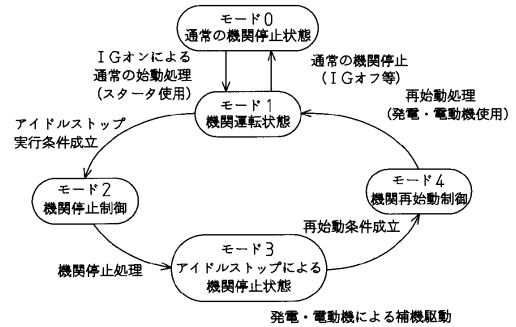 モード0
通常の機関停止状態
IGオンによる
通常の始動処理
(スタータ使用)
通常の機関停止
(IGオフ等)
再始動処理
(発電・電動機使用)
モード1
機関運転状態
アイドルストップ
実行条件成立
モード2
機関停止制御
モード4
機関再始動制御
再始動条件成立
モード3
アイドルストップによる
機関停止状態
機関停止処理
発電・電動機による補機駆動